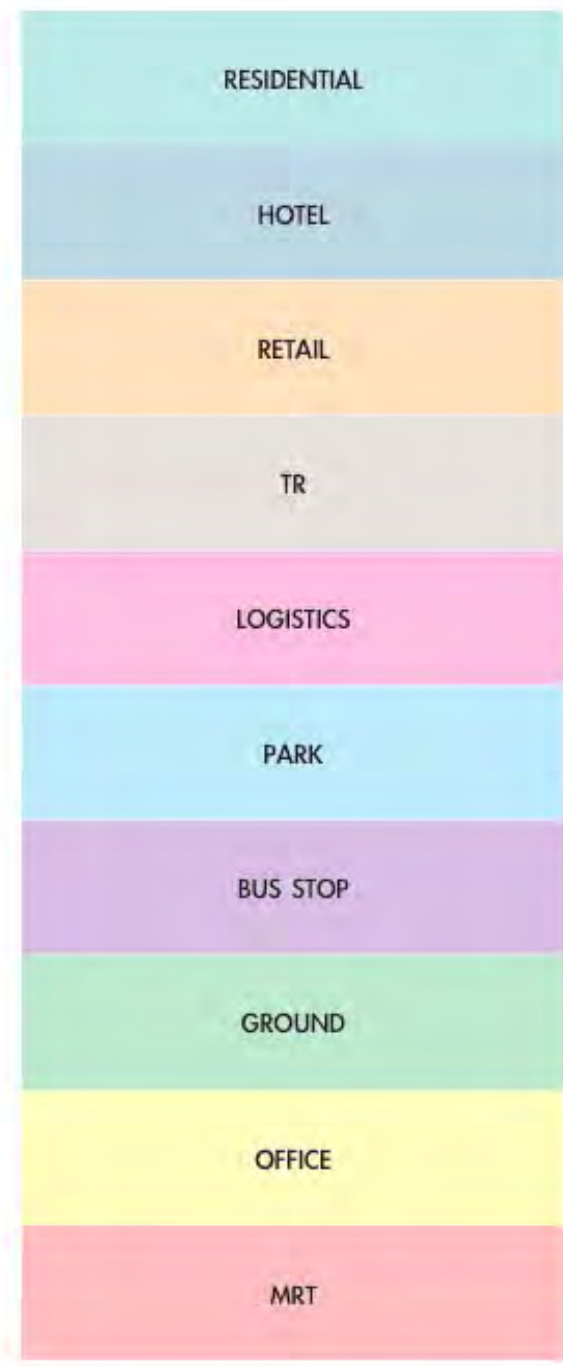 RESIDENTIAL
HOTEL
RETAIL
TR
LOGISTICS
PARK
BUS STOP
GROUND
OFFICE
MRT